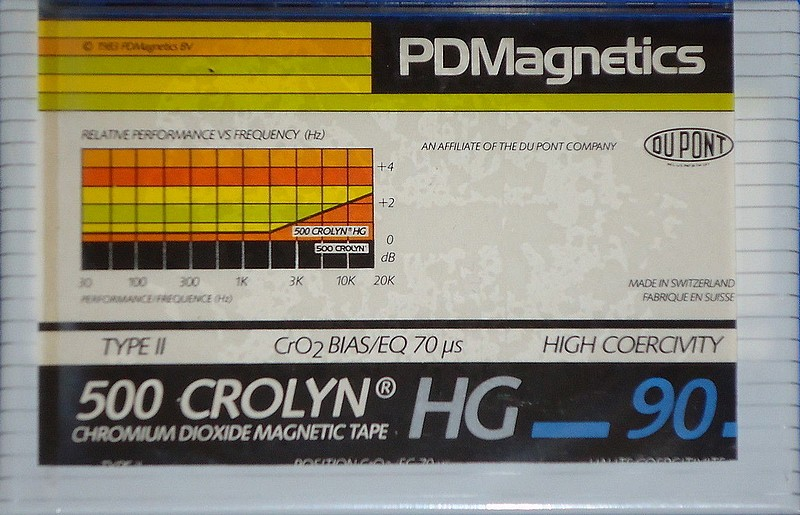 © 1983 PDMagnetics BV
PDMagnetics
RELATIVE PERFORMANCE VS FREQUENCY (Hz)
AN AFFILIATE OF THE DU PONT COMPANY
DU PONT
+4
+2
500 CROLYN® HG
0
500 CROLYN®
dB
30 100 300 1K 3K 10K 20K
PERFORMANCE/FREQUENCE (Hz)
MADE IN SWITZERLAND
FABRIQUE EN SUISSE
TYPE II CrO2 BIAS/EQ 70 µs HIGH COERCIVITY
500 CROLYN® HG 90
CHROMIUM DIOXIDE MAGNETIC TAPE